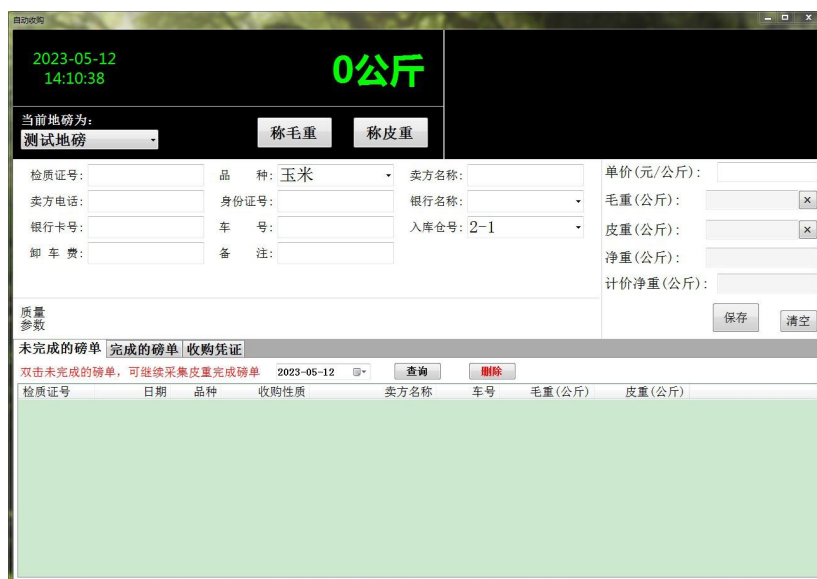 自动收购
2023-05-12
14:10:38
0公斤
当前地磅为:
测试地磅
称毛重 称皮重
检质证号: 品 种: 玉米 卖方名称: 单价(元/公斤):
卖方电话: 身份证号: 银行名称: 毛重(公斤):
银行卡号: 车 号: 入库仓号: 2-1 皮重(公斤):
卸 车 费: 备 注: 净重(公斤):
计价净重(公斤):
质量
参数
保存 清空
未完成的磅单 完成的磅单 收购凭证
双击未完成的磅单，可继续采集皮重完成磅单 2023-05-12 查询 删除
检质证号 日期 品种 收购性质 卖方名称 车号 毛重(公斤) 皮重(公斤)